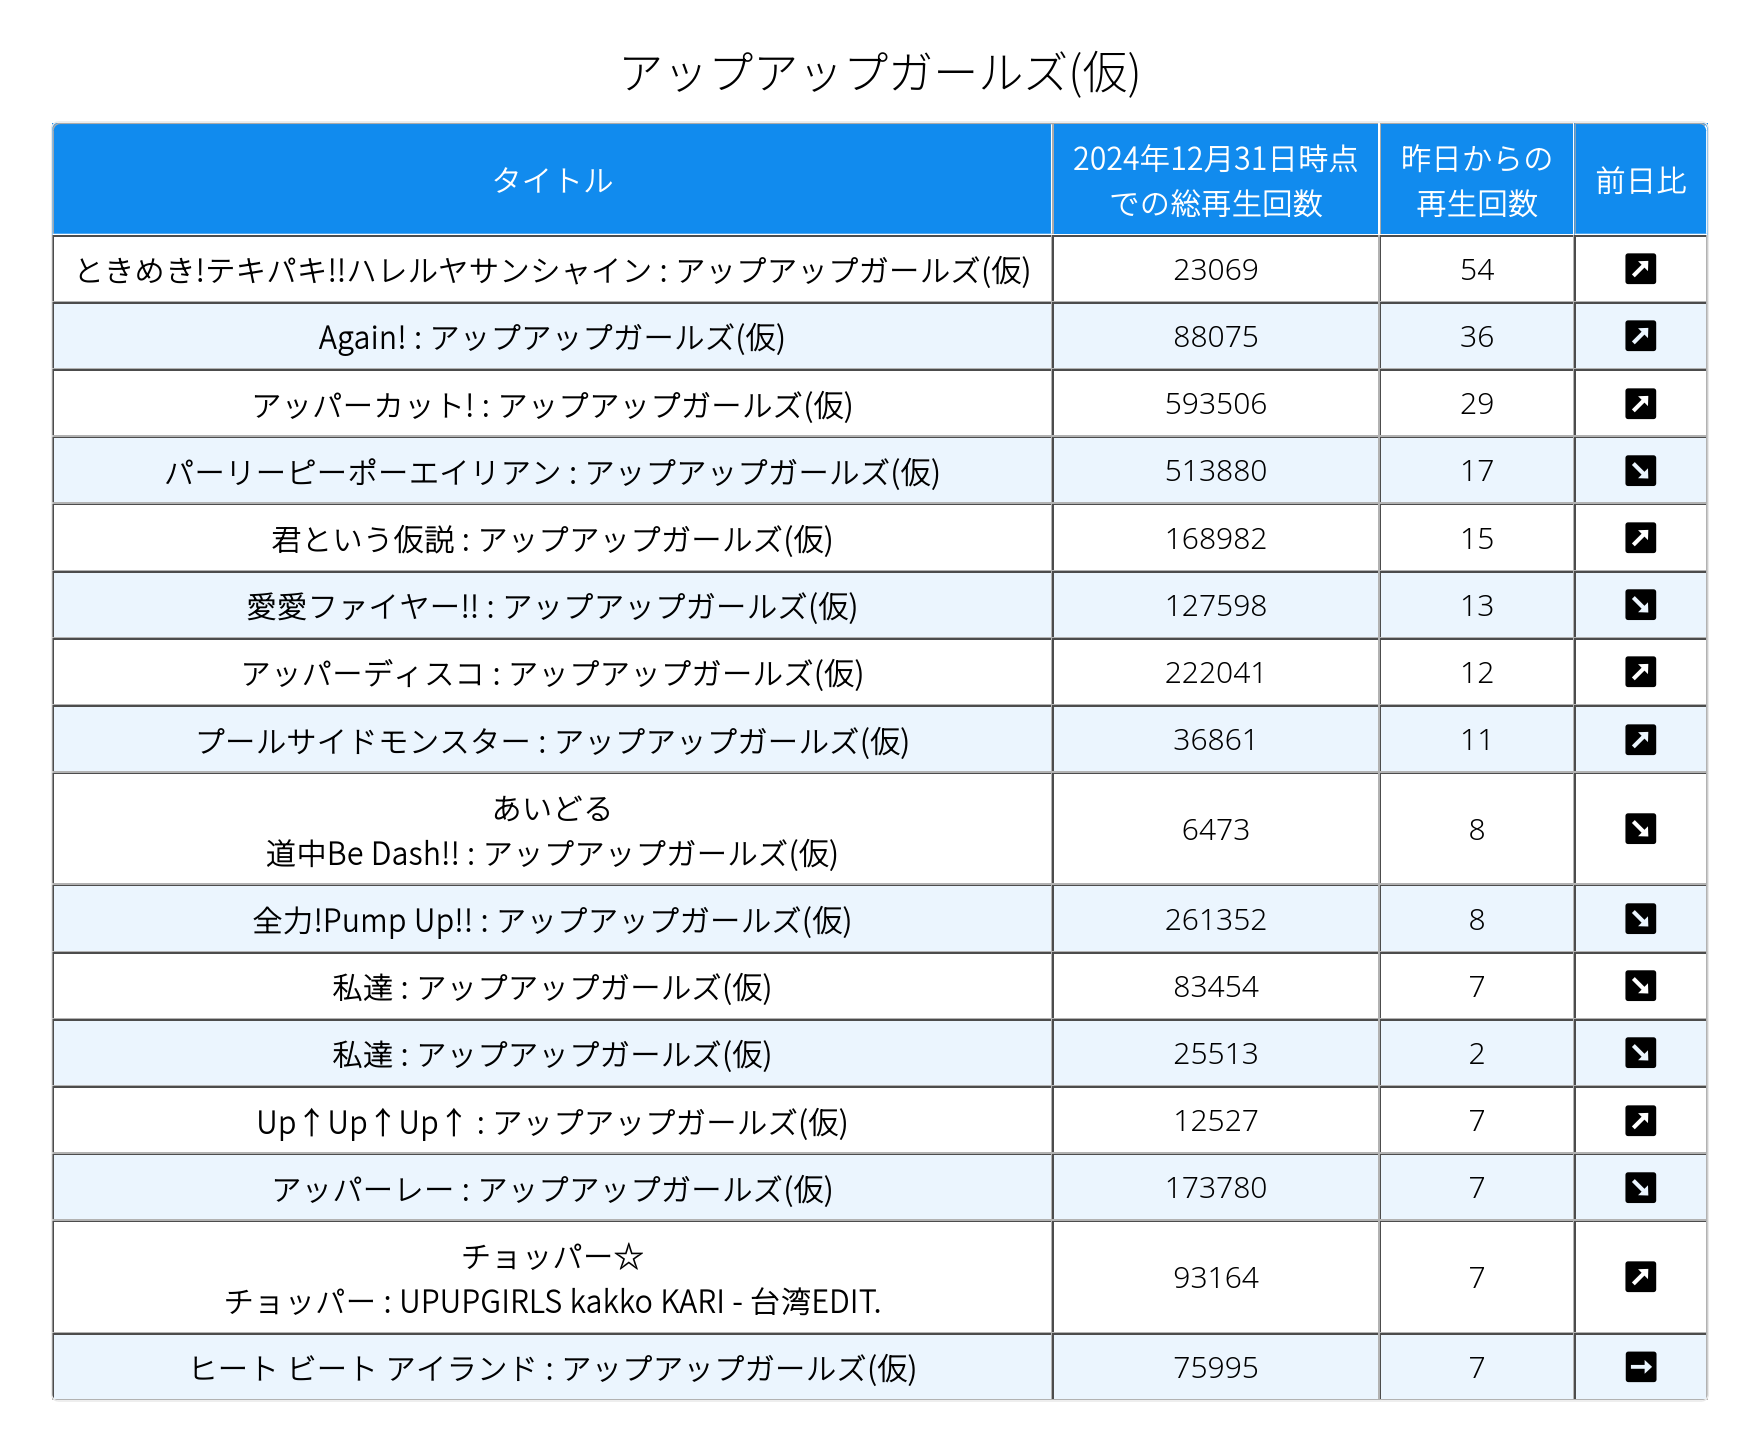 アップアップガールズ(仮)
タイトル
2024年12月31日時点
での総再生回数
昨日からの
再生回数
前日比
ときめき!テキパキ!!ハレルヤサンシャイン : アップアップガールズ(仮) 23069 54 ↗
Again! : アップアップガールズ(仮) 88075 36 ↗
アッパーカット! : アップアップガールズ(仮) 593506 29 ↗
パーリーピーポーエイリアン : アップアップガールズ(仮) 513880 17 ↘
君という仮説 : アップアップガールズ(仮) 168982 15 ↗
愛愛ファイヤー!! : アップアップガールズ(仮) 127598 13 ↘
アッパーディスコ : アップアップガールズ(仮) 222041 12 ↗
プールサイドモンスター : アップアップガールズ(仮) 36861 11 ↗
あいどる
道中Be Dash!! : アップアップガールズ(仮) 6473 8 ↘
全力!Pump Up!! : アップアップガールズ(仮) 261352 8 ↘
私達 : アップアップガールズ(仮) 83454 7 ↘
私達 : アップアップガールズ(仮) 25513 2 ↘
Up↑Up↑Up↑ : アップアップガールズ(仮) 12527 7 ↗
アッパーレー : アップアップガールズ(仮) 173780 7 ↘
チョッパー☆
チョッパー : UPUPGIRLS kakko KARI - 台湾EDIT. 93164 7 ↗
ヒート ビート アイランド : アップアップガールズ(仮) 75995 7 →